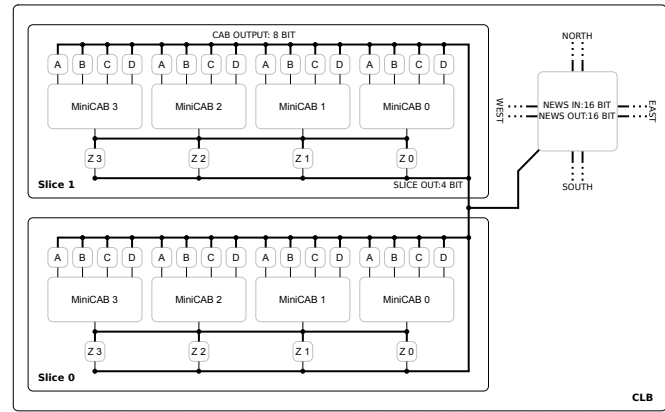 CAB OUTPUT: 8 BIT
A B C D A B C D A B C D A B C D
MiniCAB 3 MiniCAB 2 MiniCAB 1 MiniCAB 0
Z 3 Z 2 Z 1 Z 0
Slice 1
SLICE OUT:4 BIT
NORTH
WEST
NEWS IN:16 BIT
NEWS OUT:16 BIT
EAST
SOUTH
A B C D A B C D A B C D A B C D
MiniCAB 3 MiniCAB 2 MiniCAB 1 MiniCAB 0
Z 3 Z 2 Z 1 Z 0
Slice 0
CLB